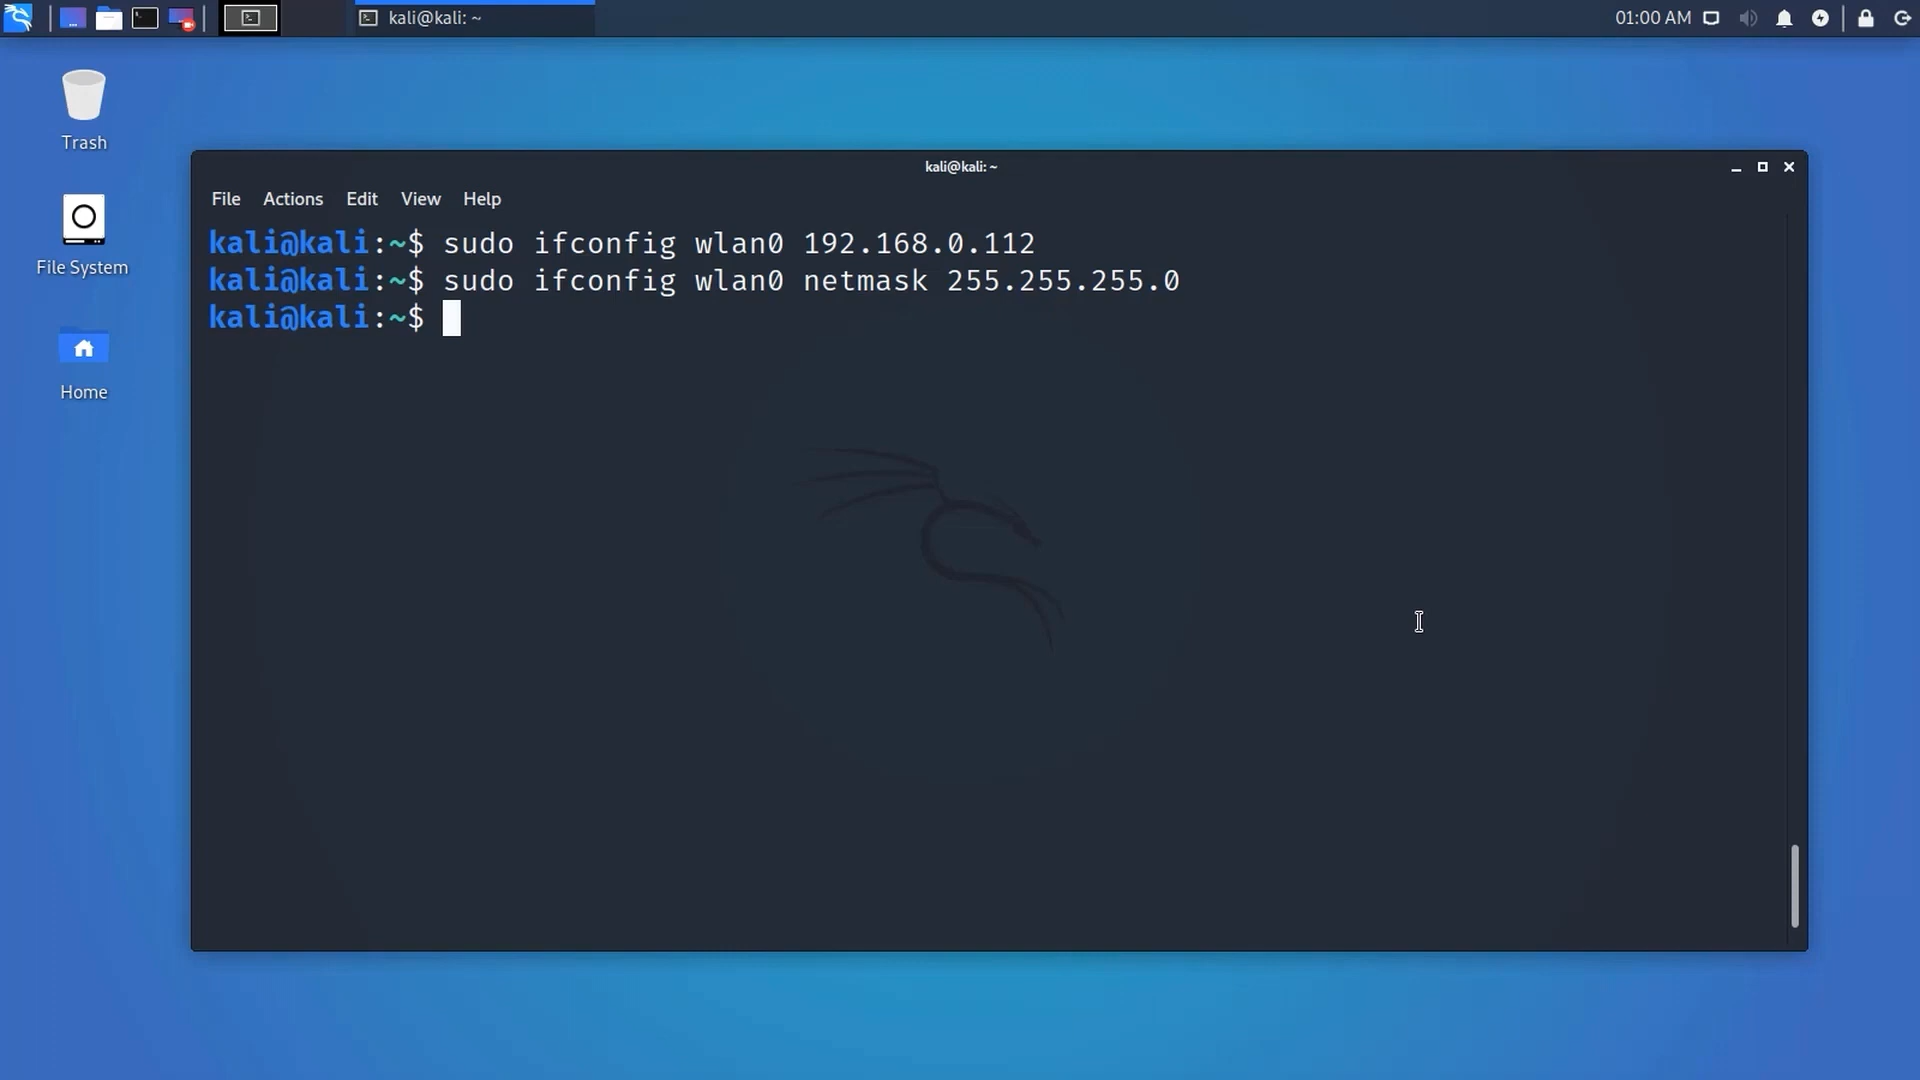 kali@kali: ~
01:00 AM
Trash
File System
Home
kali@kali: ~
File Actions Edit View Help
kali@kali:~$ sudo ifconfig wlan0 192.168.0.112
kali@kali:~$ sudo ifconfig wlan0 netmask 255.255.255.0
kali@kali:~$